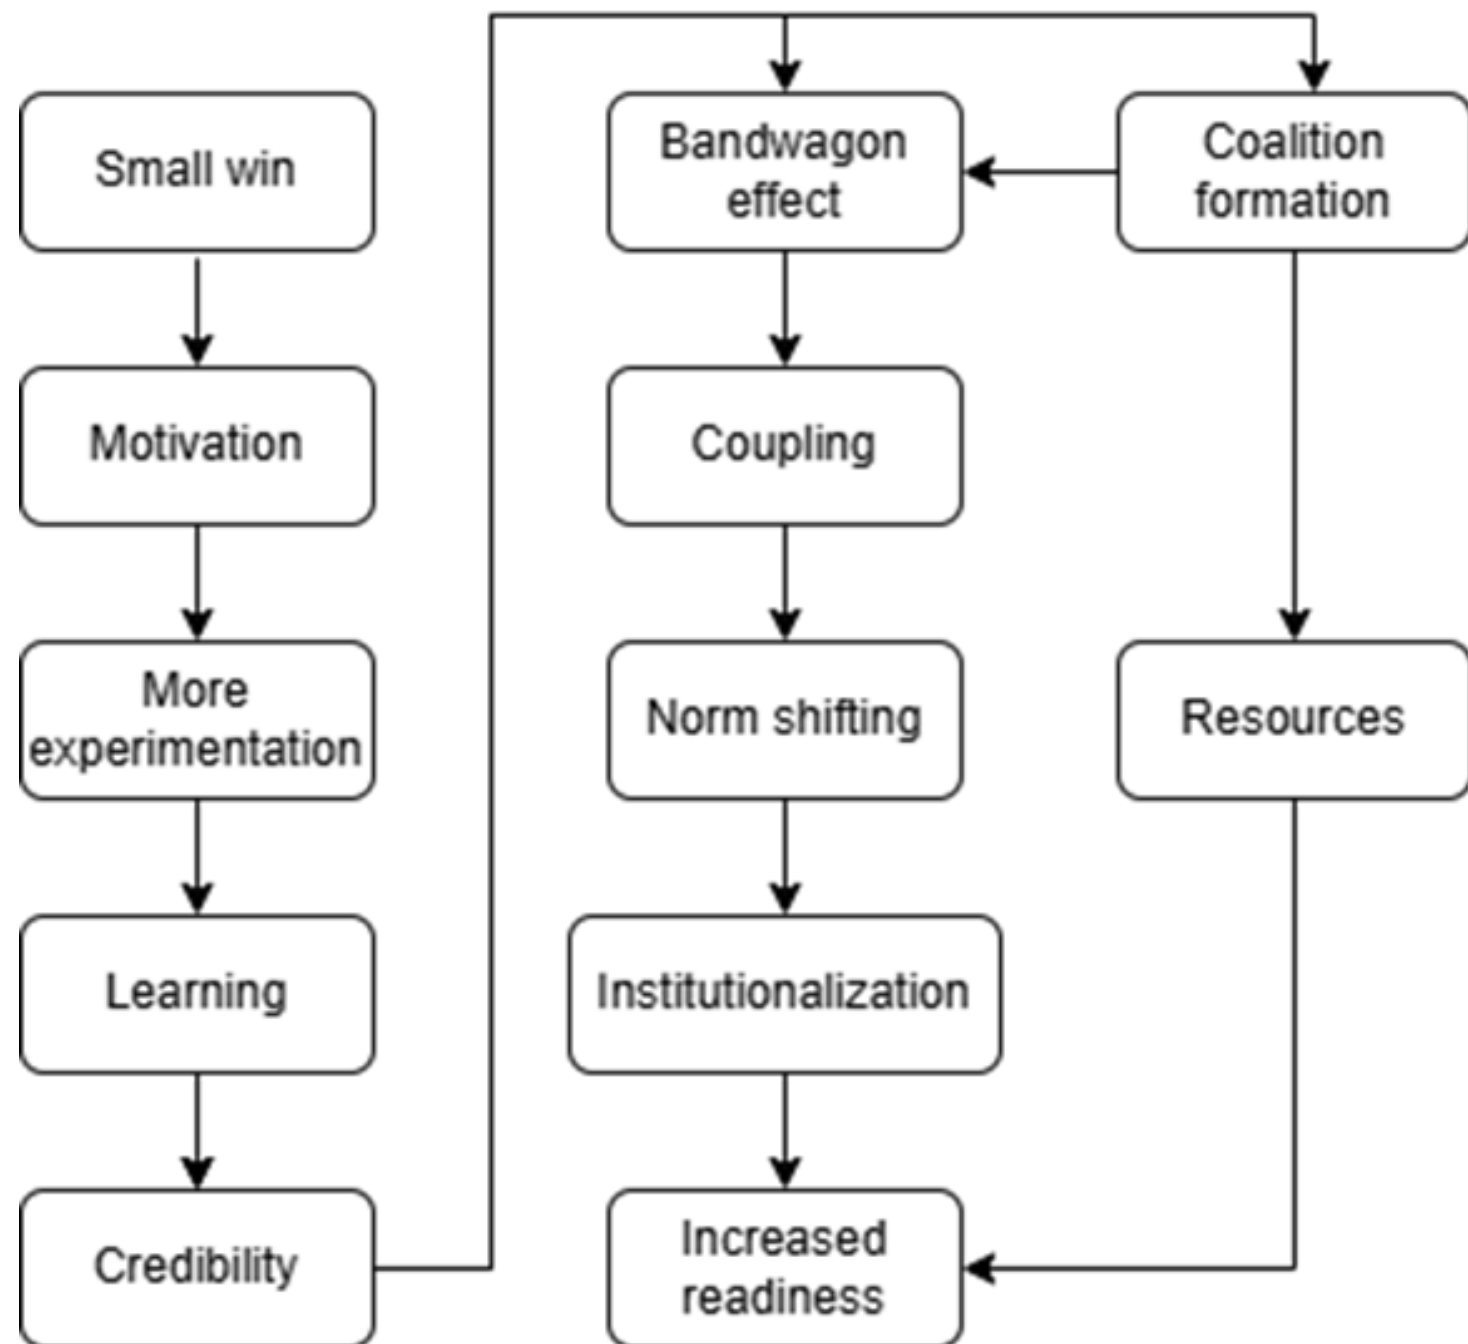 Small win
Motivation
More
experimentation
Learning
Credibility
Bandwagon
effect
Coupling
Norm shifting
Institutionalization
Increased
readiness
Coalition
formation
Resources